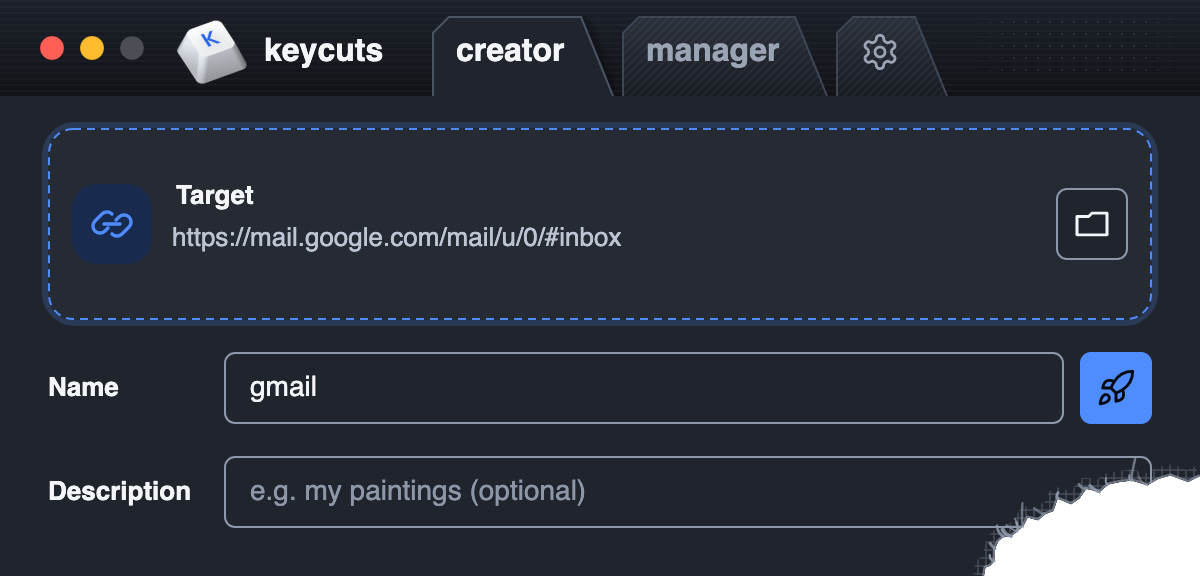 K
keycuts
creator
manager
Target
https://mail.google.com/mail/u/0/#inbox
Name
gmail
Description
e.g. my paintings (optional)